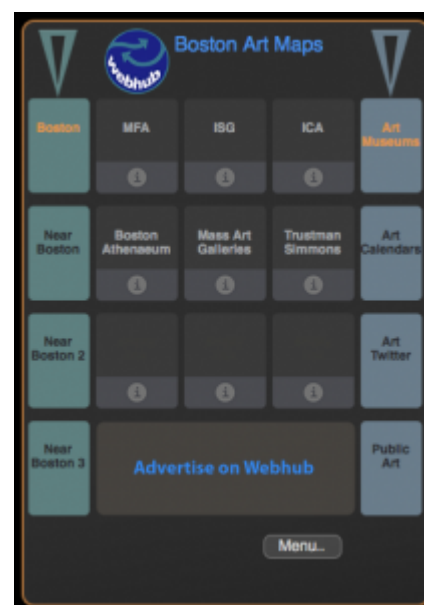 webhub
Boston Art Maps
Boston
MFA
ISG
ICA
Art
Museums
Near
Boston
Boston
Athenaeum
Mass Art
Galleries
Trustman
Simmons
Art
Calendars
Near
Boston 2
Art
Twitter
Near
Boston 3
Advertise on Webhub
Public
Art
Menu...